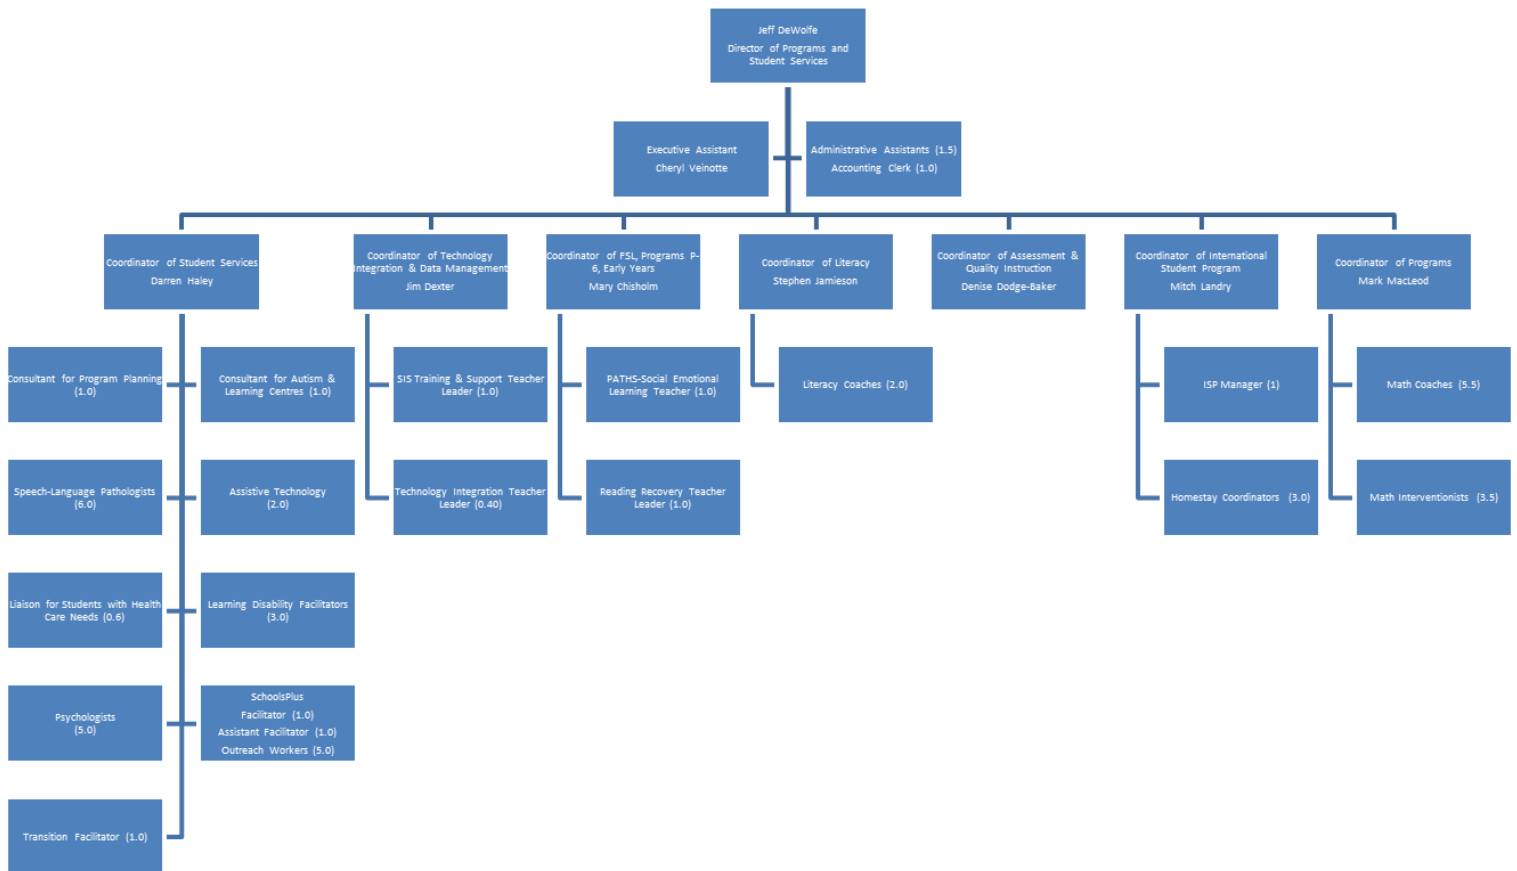 Jeff DeWolfe
Director of Programs and
Student Services
Executive Assistant
Cheryl Veinotte
Administrative Assistants (1.5)
Accounting Clerk (1.0)
Coordinator of Student Services
Darren Haley
Coordinator of Technology
Integration & Data Management
Jim Dexter
Coordinator of FSL, Programs P-
6, Early Years
Mary Chisholm
Coordinator of Literacy
Stephen Jamieson
Coordinator of Assessment &
Quality Instruction
Denise Dodge-Baker
Coordinator of International
Student Program
Mitch Landry
Coordinator of Programs
Mark MacLeod
Consultant for Program Planning
(1.0)
Consultant for Autism &
Learning Centres (1.0)
SIS Training & Support Teacher
Leader (1.0)
PATHS-Social Emotional
Learning Teacher (1.0)
Literacy Coaches (2.0)
ISP Manager (1)
Math Coaches (5.5)
Speech-Language Pathologists
(6.0)
Assistive Technology
(2.0)
Technology Integration Teacher
Leader (0.40)
Reading Recovery Teacher
Leader (1.0)
Homestay Coordinators (3.0)
Math Interventionists (3.5)
Liaison for Students with Health
Care Needs (0.6)
Learning Disability Facilitators
(3.0)
Psychologists
(5.0)
SchoolsPlus
Facilitator (1.0)
Assistant Facilitator (1.0)
Outreach Workers (5.0)
Transition Facilitator (1.0)